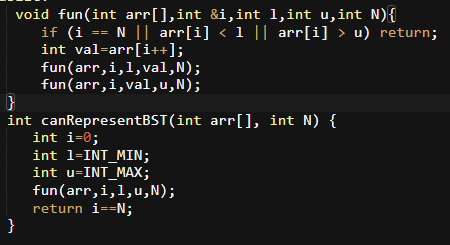 void fun(int arr[],int &i,int l,int u,int N){
if (i == N || arr[i] < l || arr[i] > u) return;
int val=arr[i++];
fun(arr,i,l,val,N);
fun(arr,i,val,u,N);
}
int canRepresentBST(int arr[], int N) {
int i=0;
int l=INT_MIN;
int u=INT_MAX;
fun(arr,i,l,u,N);
return i==N;
}